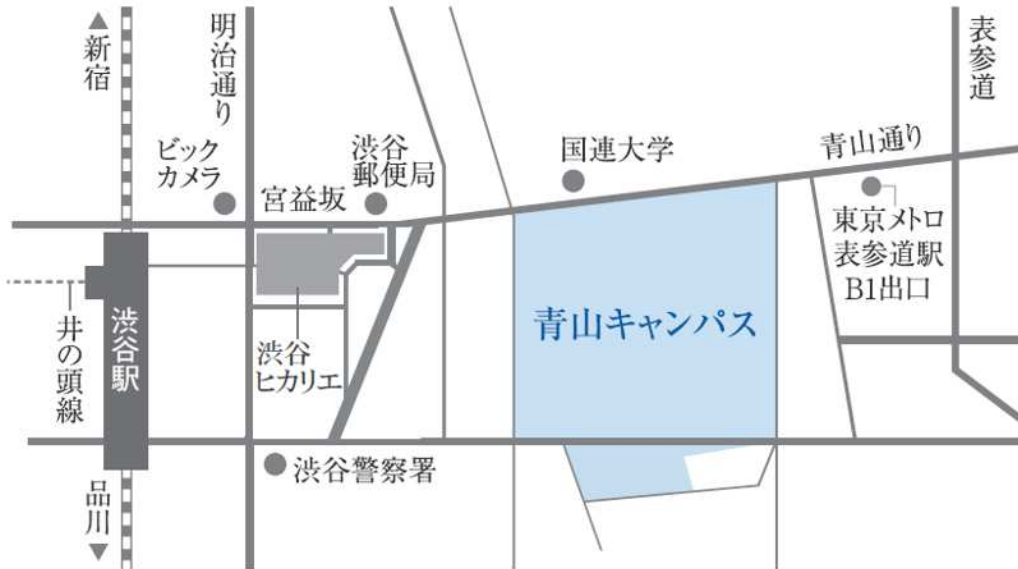 ▲新宿
明治通り
表参道
ビック
カメラ
渋谷
郵便局
国連大学
青山通り
宮益坂
東京メトロ
表参道駅
B1出口
渋谷駅
井の頭線
渋谷
ヒカリエ
青山キャンパス
渋谷警察署
品川▼